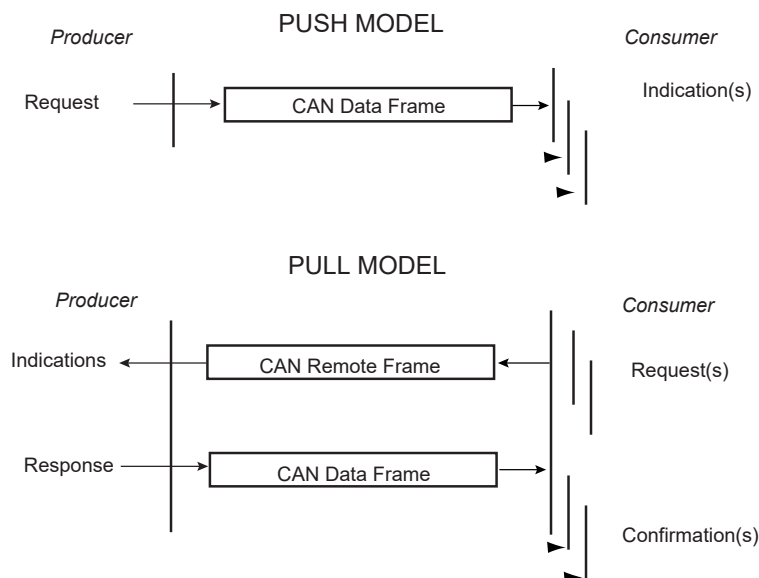 PUSH MODEL
Producer
Consumer
Request
CAN Data Frame
Indication(s)
PULL MODEL
Producer
Consumer
Indications
CAN Remote Frame
Request(s)
Response
CAN Data Frame
Confirmation(s)